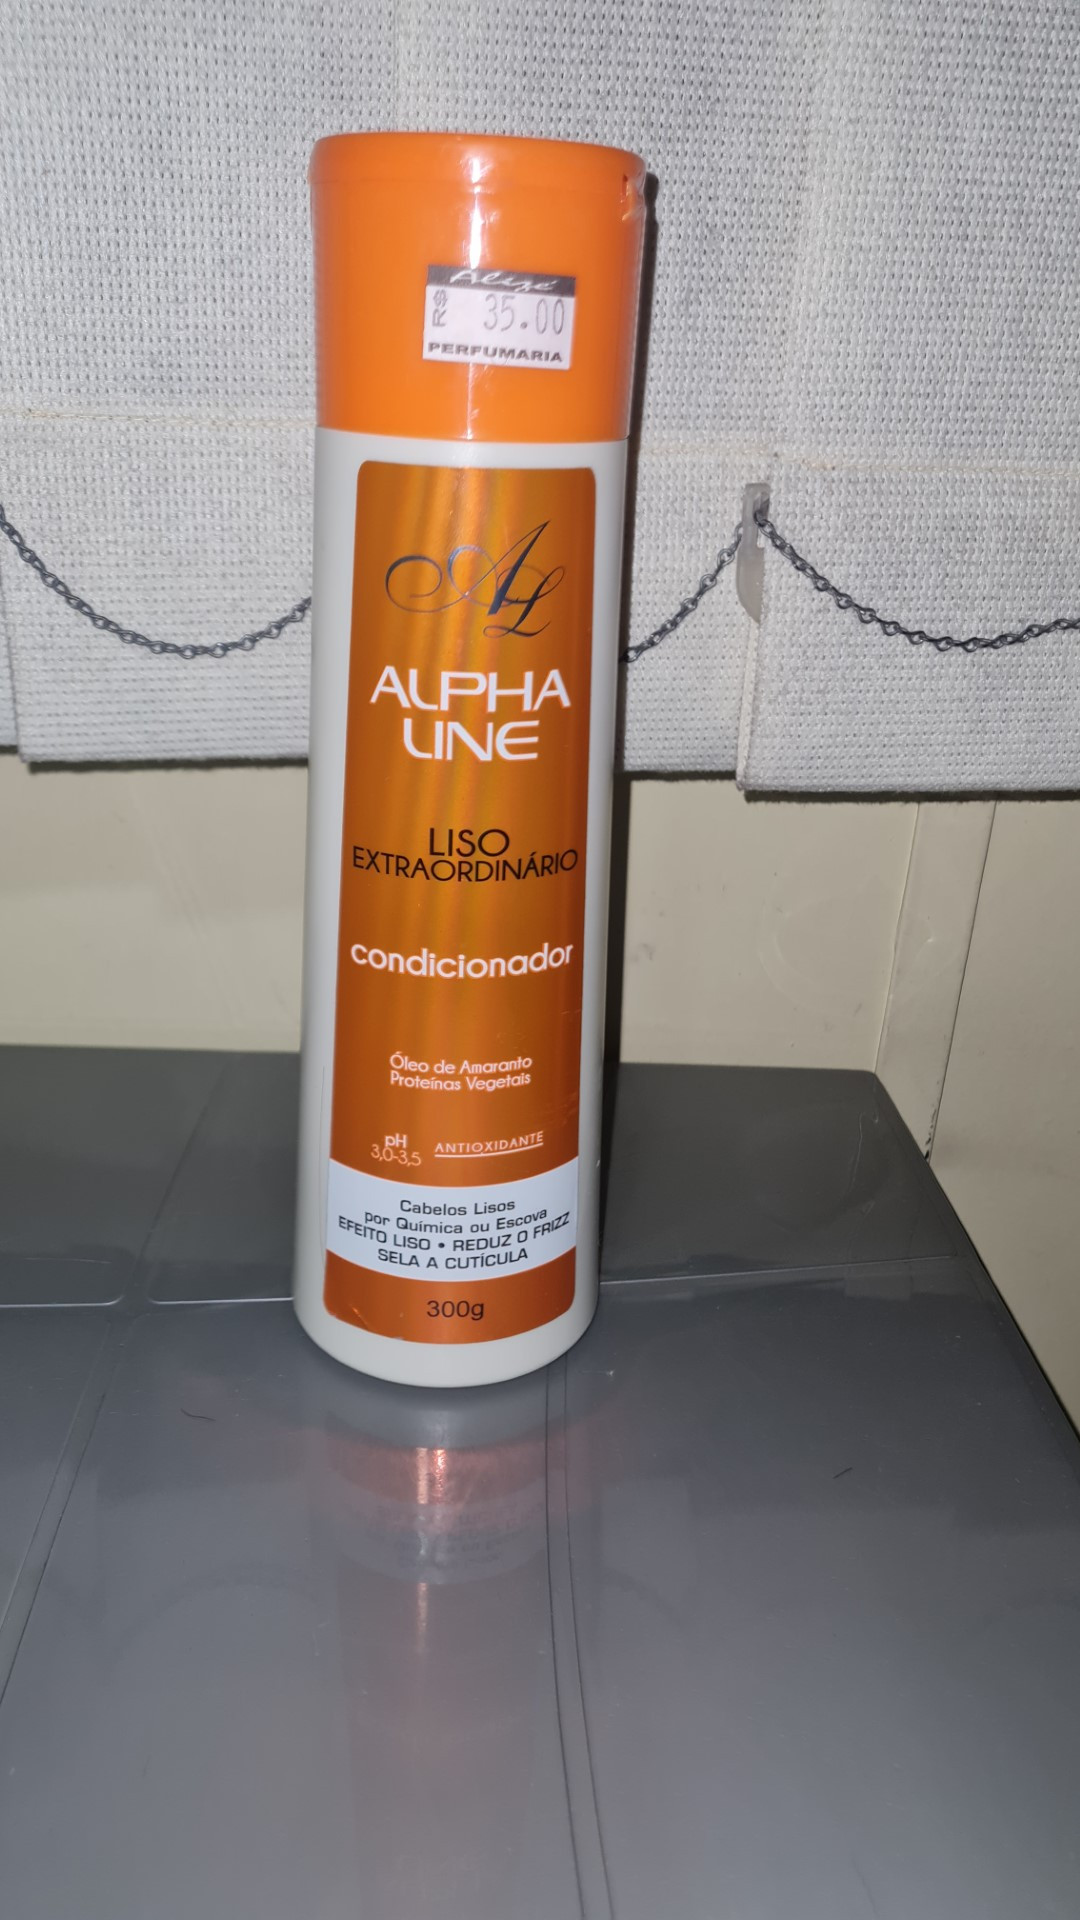 Alizé
R$ 35.00
PERFUMARIA
AL
ALPHA
LINE
LISO
EXTRAORDINÁRIO
condicionador
Óleo de Amaranto
Proteínas Vegetais
pH
3,0-3,5
ANTIOXIDANTE
Cabelos Lisos
por Química ou Escova
EFEITO LISO • REDUZ O FRIZZ
SELA A CUTÍCULA
300g